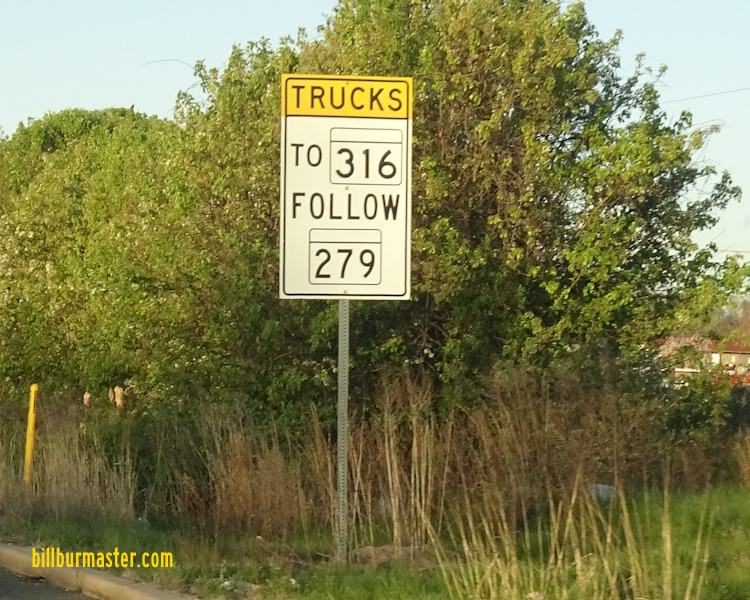 TRUCKS
TO 316
FOLLOW
279
billburmaster.com